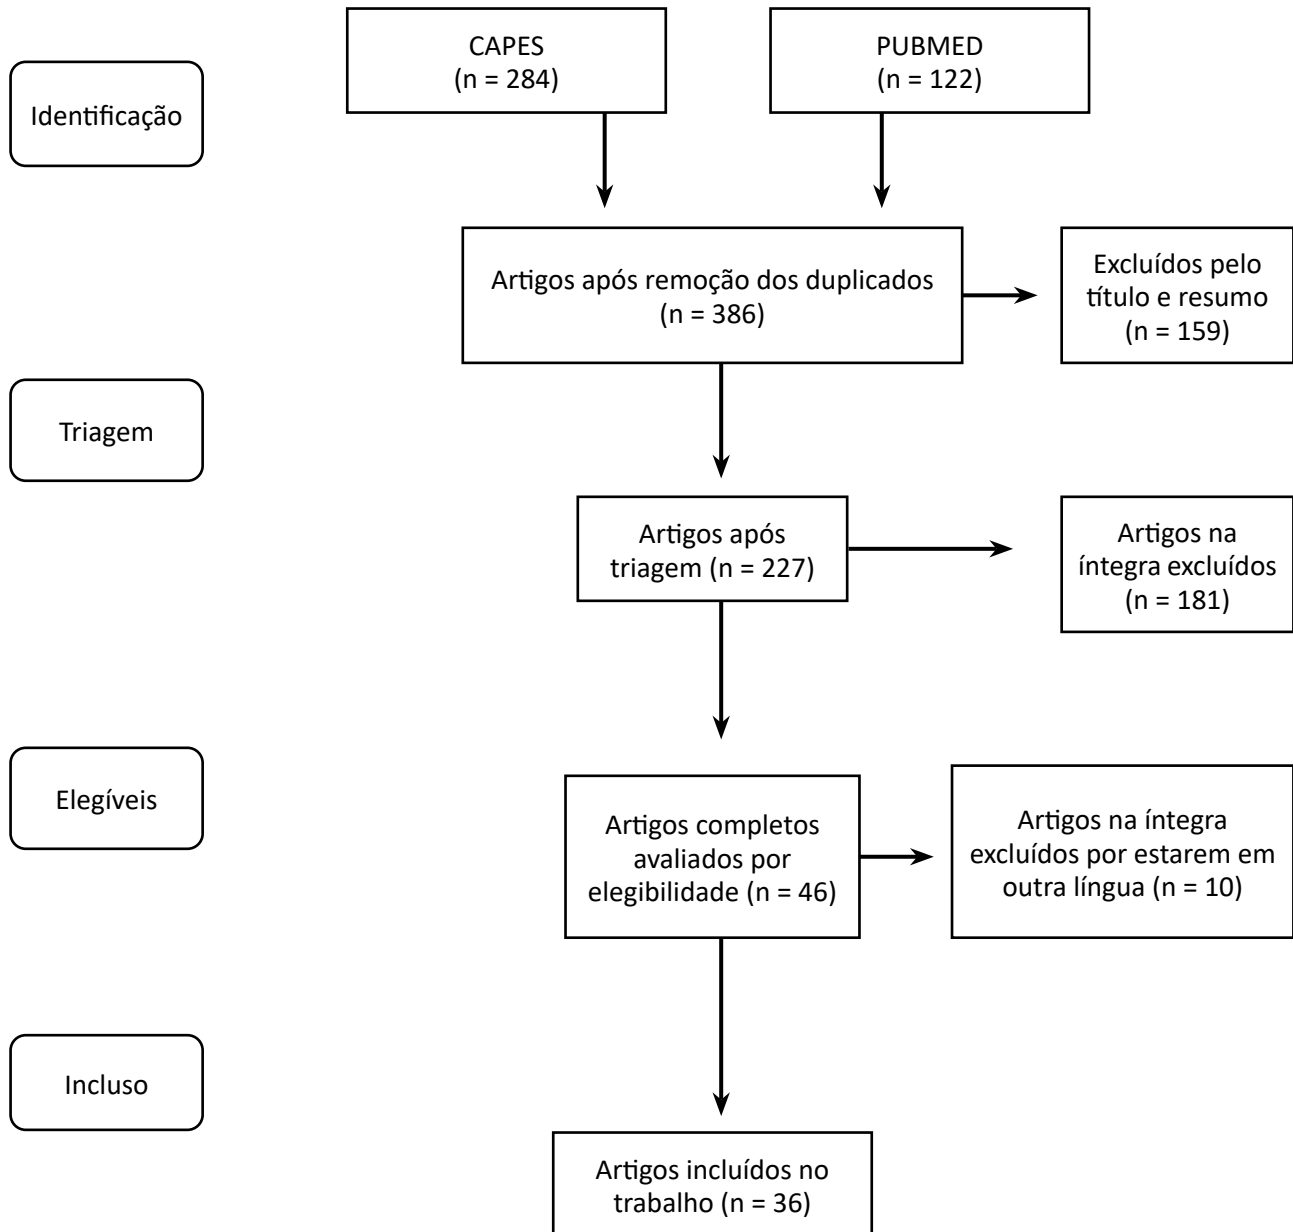 CAPES
(n = 284)
PUBMED
(n = 122)
Identificação
Artigos após remoção dos duplicados
(n = 386)
Excluídos pelo
título e resumo
(n = 159)
Triagem
Artigos após
triagem (n = 227)
Artigos na
íntegra excluídos
(n = 181)
Elegíveis
Artigos completos
avaliados por
elegibilidade (n = 46)
Artigos na íntegra
excluídos por estarem em
outra língua (n = 10)
Incluso
Artigos incluídos no
trabalho (n = 36)